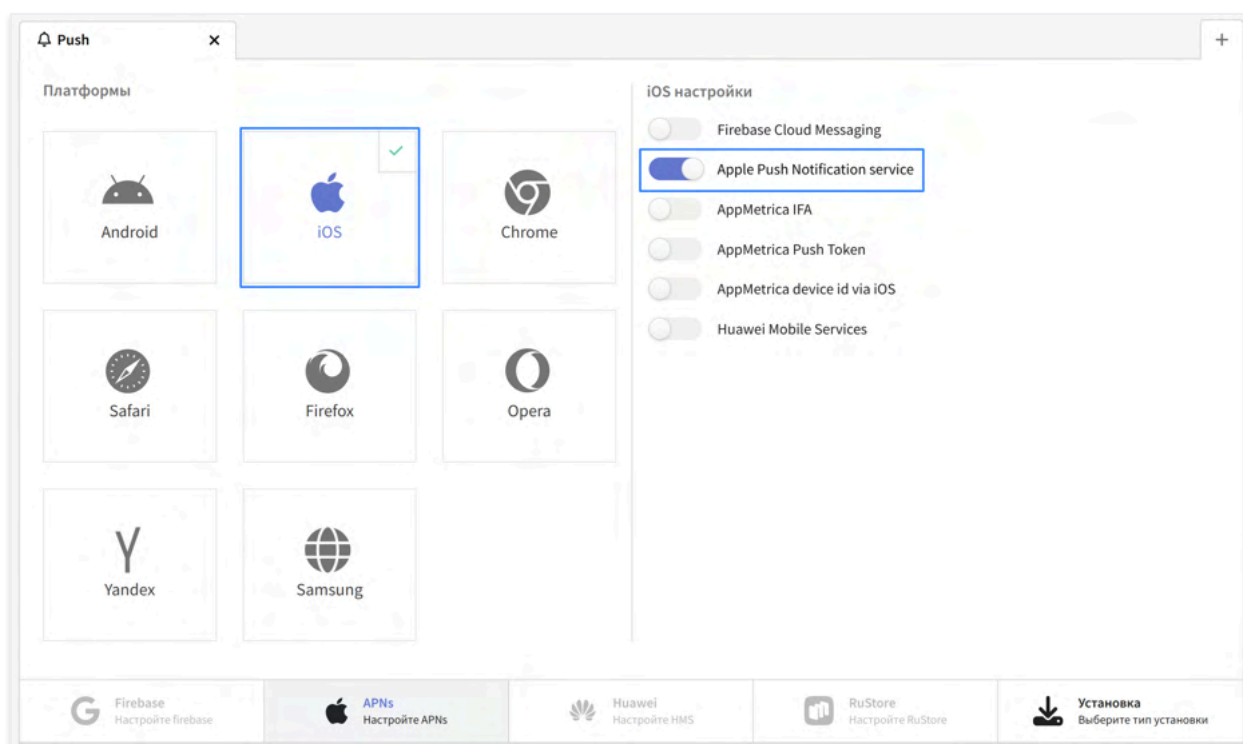 Push
Платформы
Android
iOS
Chrome
Safari
Firefox
Opera
Yandex
Samsung
iOS настройки
Firebase Cloud Messaging
Apple Push Notification service
AppMetrica IFA
AppMetrica Push Token
AppMetrica device id via iOS
Huawei Mobile Services
Firebase
Настройте firebase
APNs
Настройте APNs
Huawei
Настройте HMS
RuStore
Настройте RuStore
Установка
Выберите тип установки